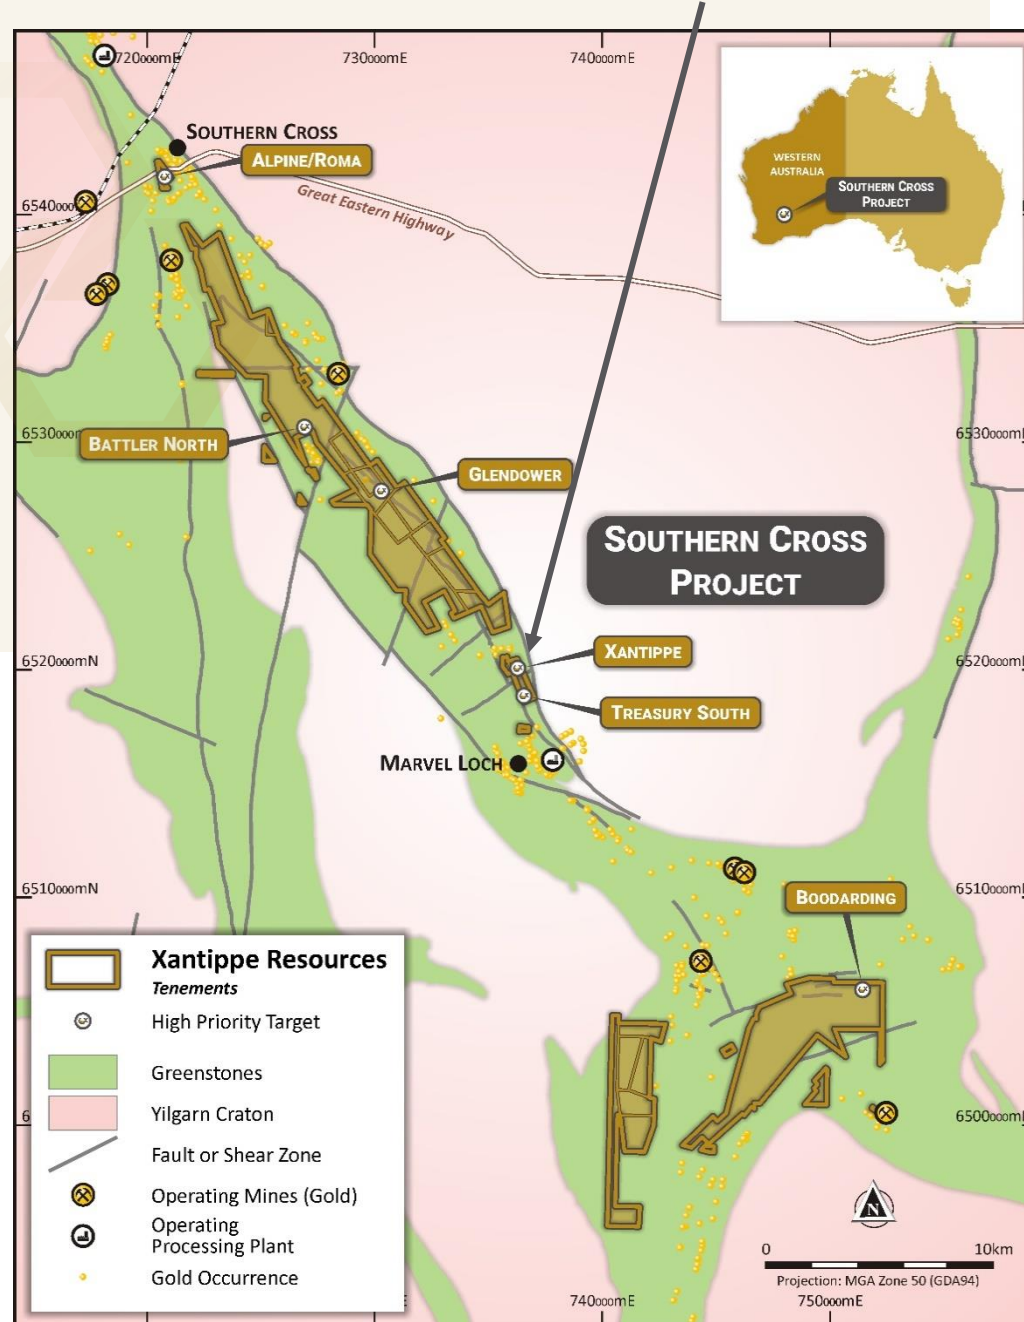 720000mE
730000mE
740000mE
SOUTHERN CROSS
ALPINE/ROMA
Great Eastern Highway
WESTERN
AUSTRALIA
SOUTHERN CROSS
PROJECT
6540000m
6530000m
6530000m
BATTLER NORTH
GLENDOWER
SOUTHERN CROSS
PROJECT
6520000mN
XANTIPPE
6520000m
TREASURY SOUTH
MARVEL LOCH
6510000mN
6510000m
BOODARDING
Xantippe Resources
Tenements
High Priority Target
Greenstones
Yilgarn Craton
Fault or Shear Zone
Operating Mines (Gold)
Operating
Processing Plant
Gold Occurrence
6500000m
N
0 10km
Projection: MGA Zone 50 (GDA94)
740000mE
750000mE